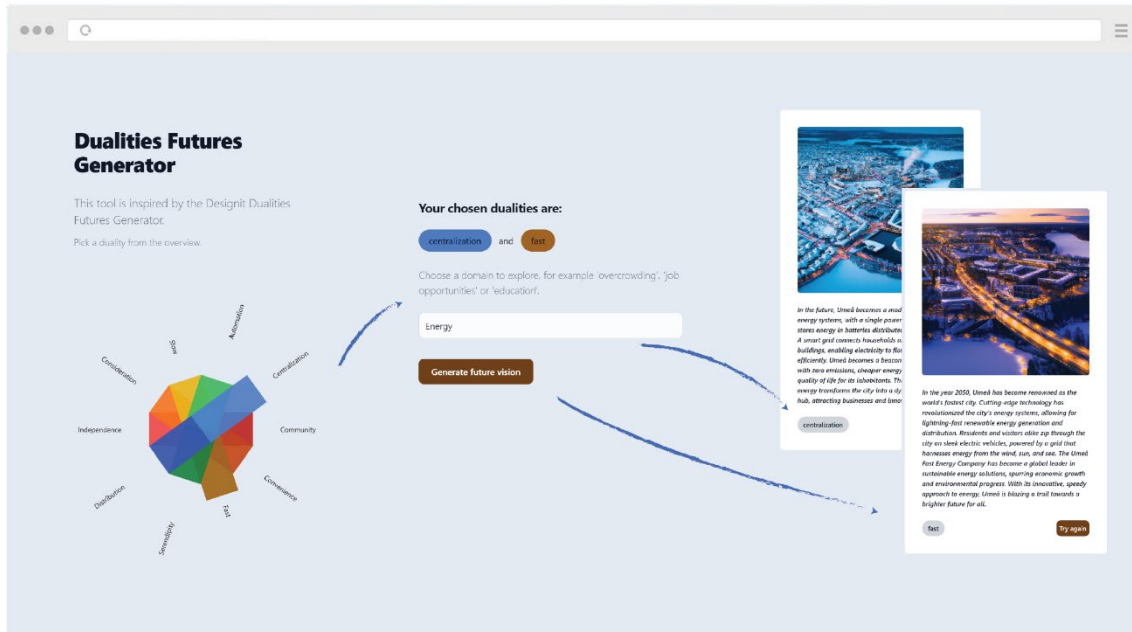 Dualities Futures
Generator
This tool is inspired by the Designit Dualities
Futures Generator.
Pick a duality from the overview.
Automation
Slow
Centralization
Consideration
Independence
Community
Distribution
Convenience
Serendipity
Fast
Your chosen dualities are:
centralization and fast
Choose a domain to explore, for example 'overcrowding', 'job
opportunities' or 'education'.
Energy
Generate future vision
In the future, Umeå becomes a
energy systems, with a single power
stores energy in batteries
A smart grid connects households
buildings, enabling electricity to
efficiently. Umeå becomes a beacon
with zero emissions, cheaper energy
quality of life for its inhabitants.
energy transforms the city into a
hub, attracting businesses and
centralization
In the year 2050, Umeå has become renowned as the
world's fastest city. Cutting-edge technology has
revolutionized the city's energy systems, allowing for
lightning-fast renewable energy generation and
distribution. Residents and visitors alike zip through the
city on sleek electric vehicles, powered by a grid that
harnesses energy from the wind, sun, and sea. The Umeå
Fast Energy Company has become a global leader in
sustainable energy solutions, spurring economic growth
and environmental progress. With its innovative, speedy
approach to energy, Umeå is blazing a trail towards a
brighter future for all.
fast
Try again